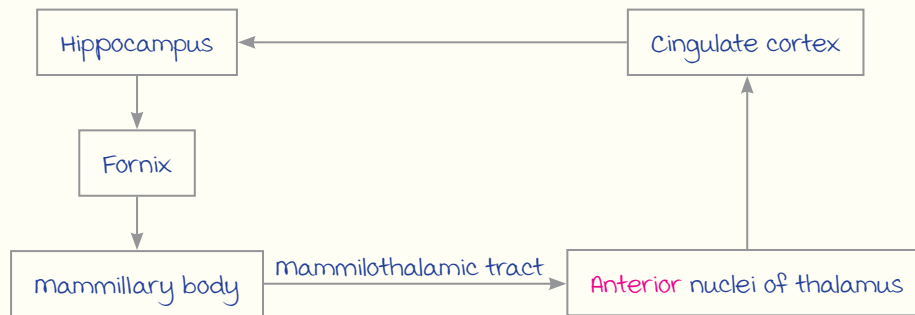 Hippocampus
Cingulate cortex
Fornix
mammilothalamic tract
mammillary body
Anterior nuclei of thalamus